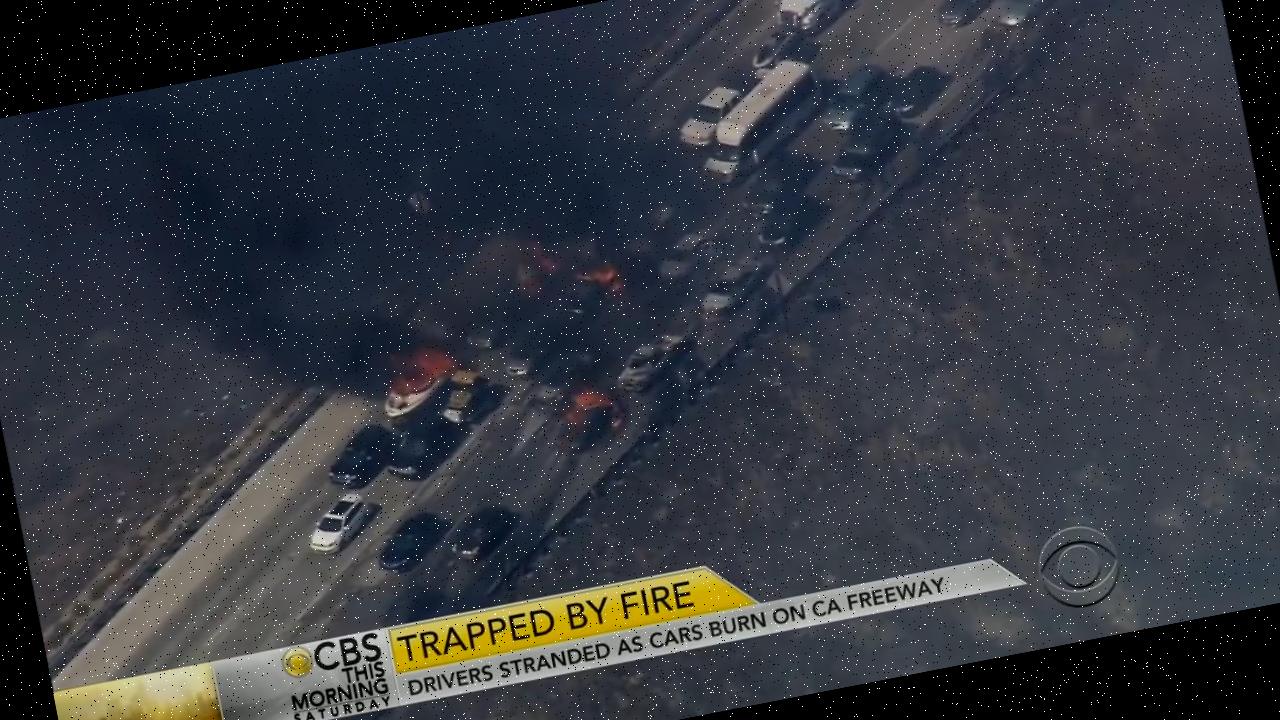 TRAPPED BY FIRE
DRIVERS STRANDED AS CARS BURN ON CA FREEWAY
CBS
THIS
MORNING
SATURDAY